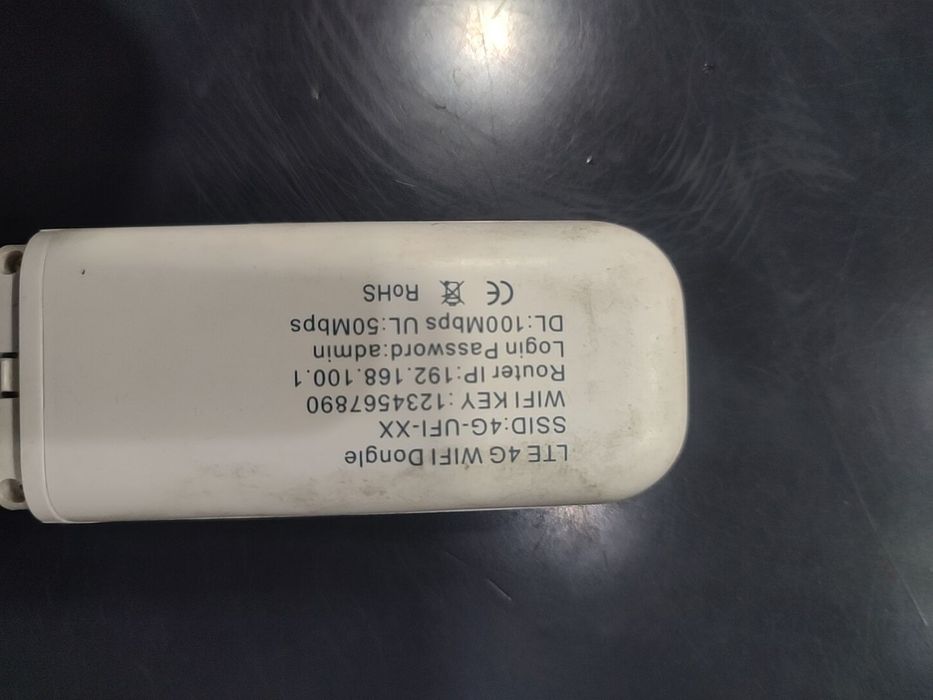 LTE 4G WIFI Dongle
SSID:4G-UFI-XX
WIFI KEY:1234567890
Router IP:192.168.100.1
Login Password:admin
DL:100Mbps UL:50Mbps
CE RoHS